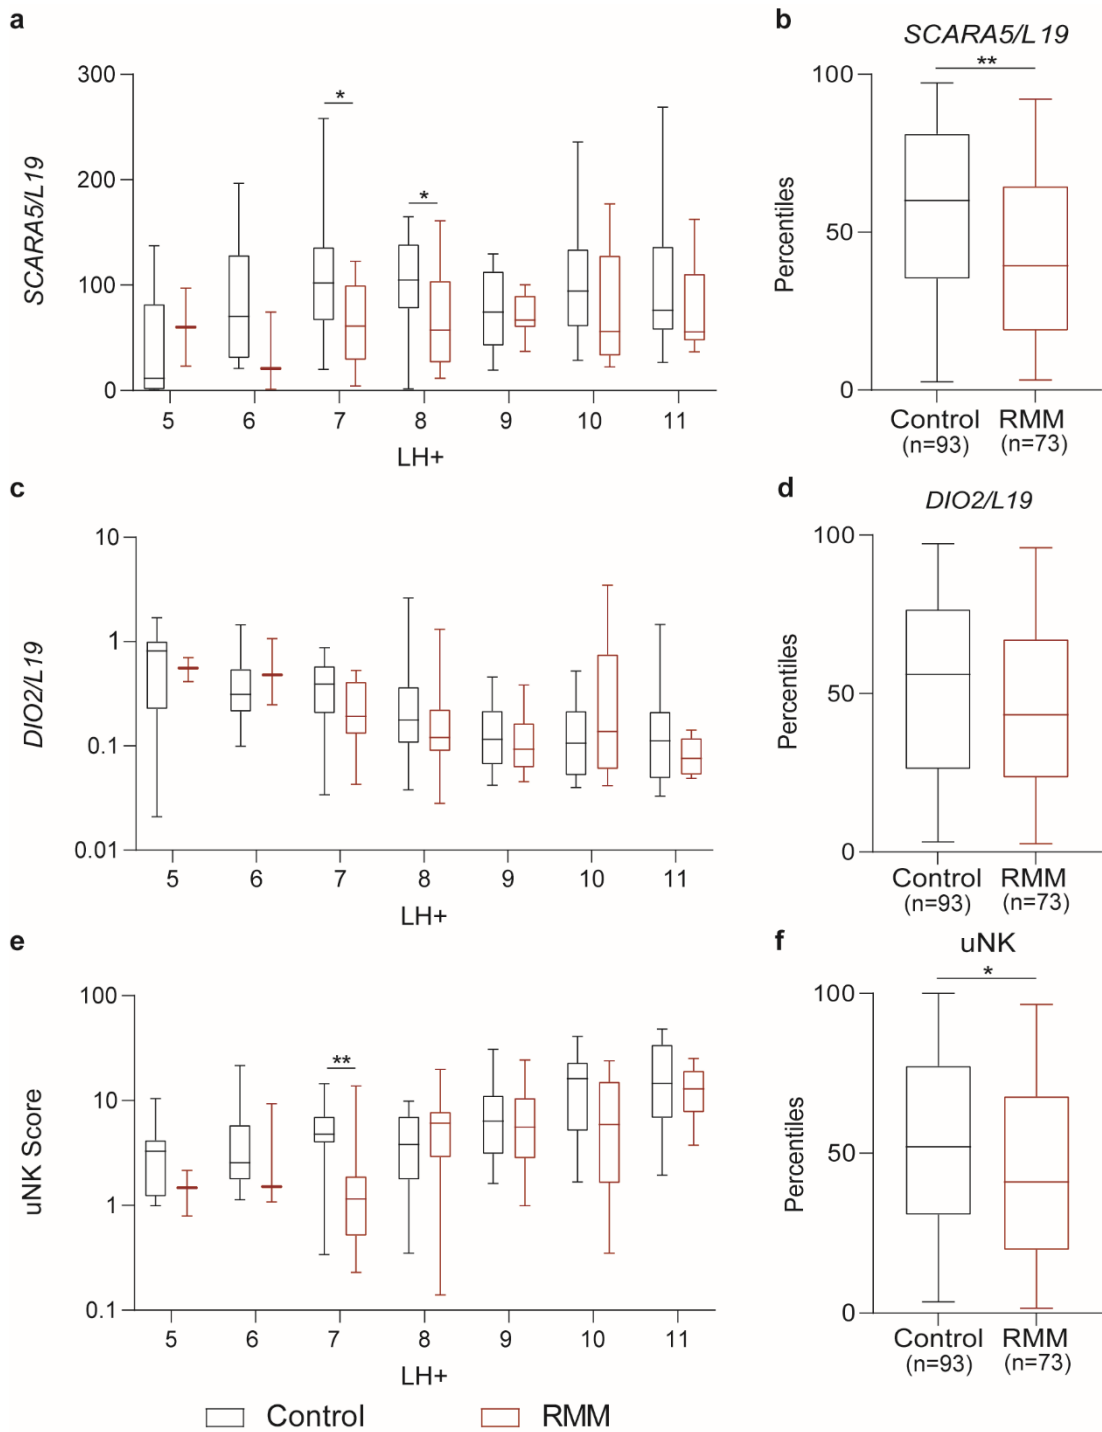 a
SCARA5/L19
300
200
100
0
*
*
5 6 7 8 9 10 11
LH+
b
SCARA5/L19
**
Percentiles
100
50
0
Control RMM
(n=93) (n=73)
c
DIO2/L19
10
1
0.1
0.01
5 6 7 8 9 10 11
LH+
d
DIO2/L19
Percentiles
100
50
0
Control RMM
(n=93) (n=73)
e
uNK Score
100
10
1
0.1
**
5 6 7 8 9 10 11
LH+
f
uNK
*
Percentiles
100
50
0
Control RMM
(n=93) (n=73)
Control RMM